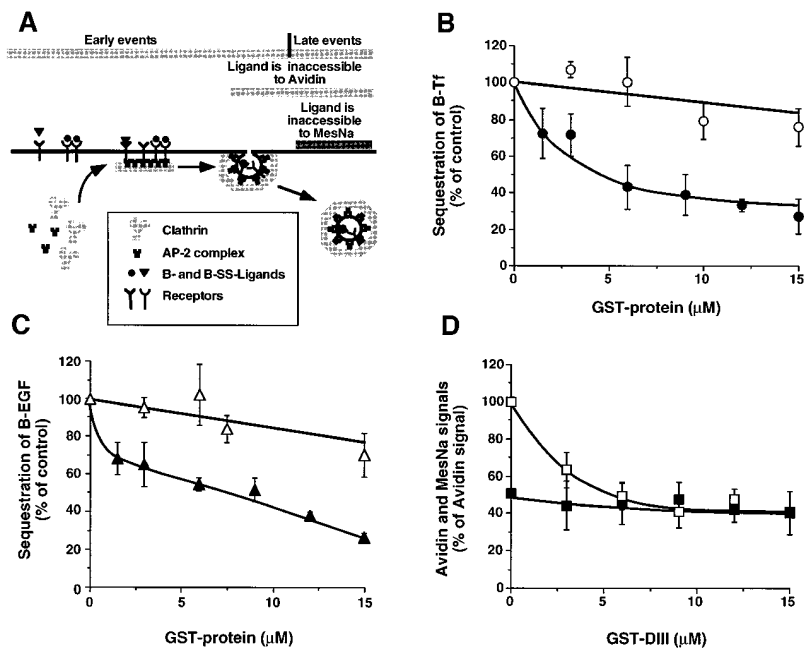 A
Early events
Late events
Ligand is inaccessible
to Avidin
Ligand is
inaccessible
to MesNa
Clathrin
AP-2 complex
B- and B-SS-Ligands
Receptors
B
Sequestration of B-Tf
(% of control)
120
100
80
60
40
20
0
0
5
10
15
GST-protein (μM)
C
Sequestration of B-EGF
(% of control)
120
100
80
60
40
20
0
0
5
10
15
GST-protein (μM)
D
Avidin and MesNa signals
(% of Avidin signal)
120
100
80
60
40
20
0
0
5
10
15
GST-DIII (μM)